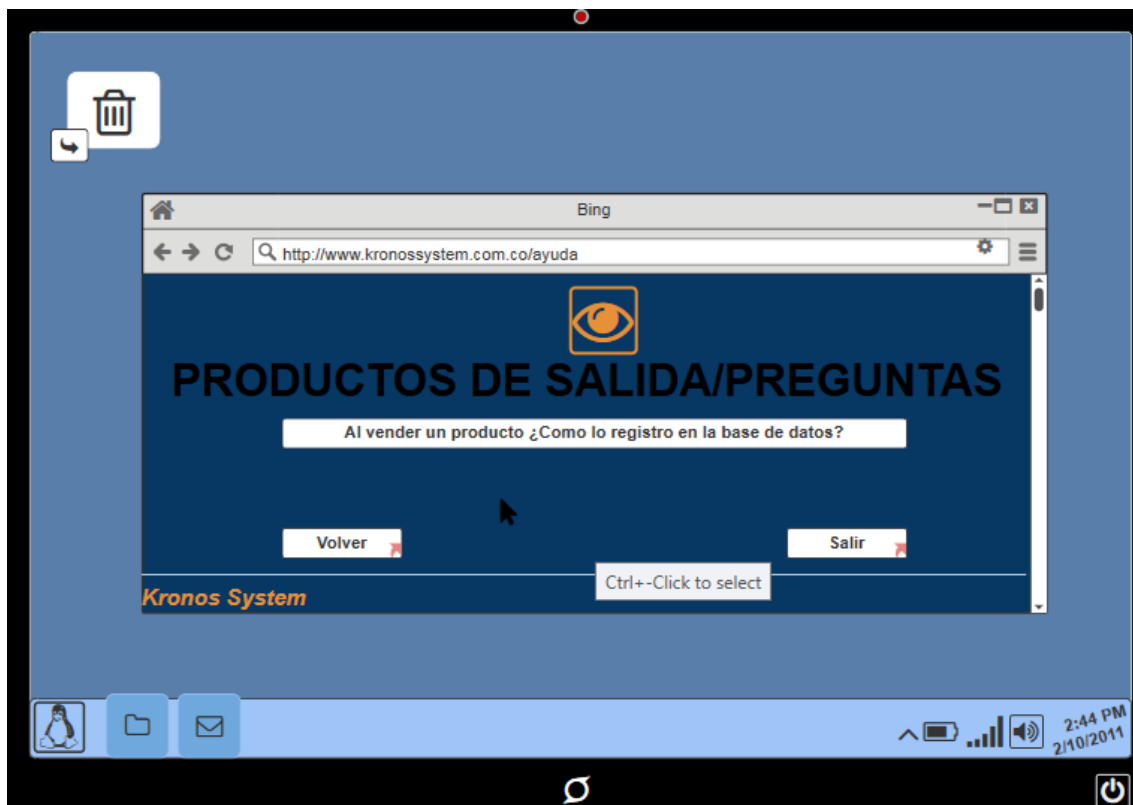 Bing
http://www.kronossystem.com.co/ayuda
PRODUCTOS DE SALIDA/PREGUNTAS
Al vender un producto ¿Como lo registro en la base de datos?
Volver
Salir
Ctrl+-Click to select
Kronos System
2:44 PM
2/10/2011